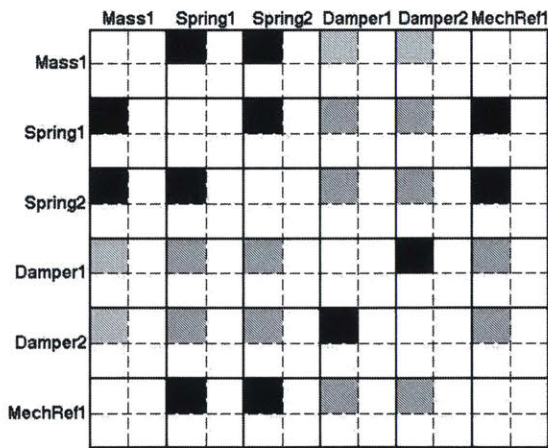 Mass1 Spring1 Spring2 Damper1 Damper2 MechRef1
Mass1
Spring1
Spring2
Damper1
Damper2
MechRef1